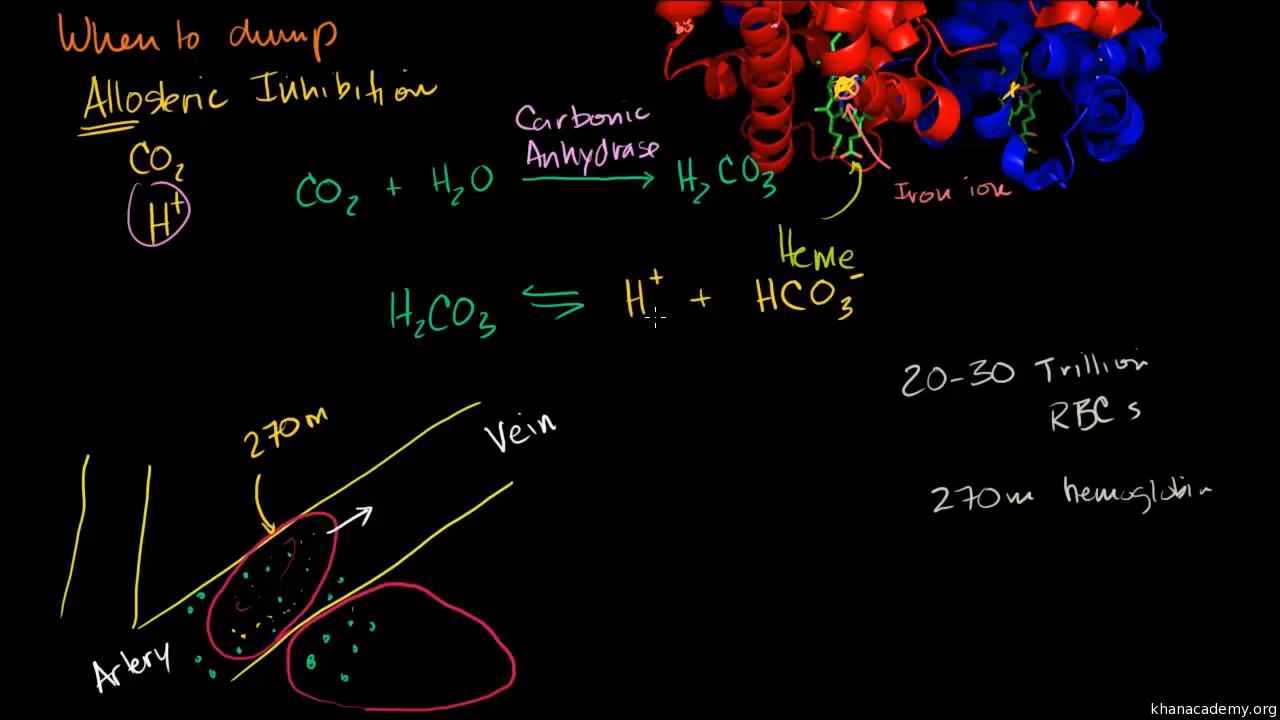 When to dump
Allosteric Inhibition
CO₂
H⁺
Carbonic
Anhydrase
CO₂ + H₂O → H₂CO₃
Iron ion
Heme
H₂CO₃ ⇌ H⁺ + HCO₃⁻
20-30 Trillion
RBCs
270m hemoglobin
270m
Vein
Artery
khanacademy.org